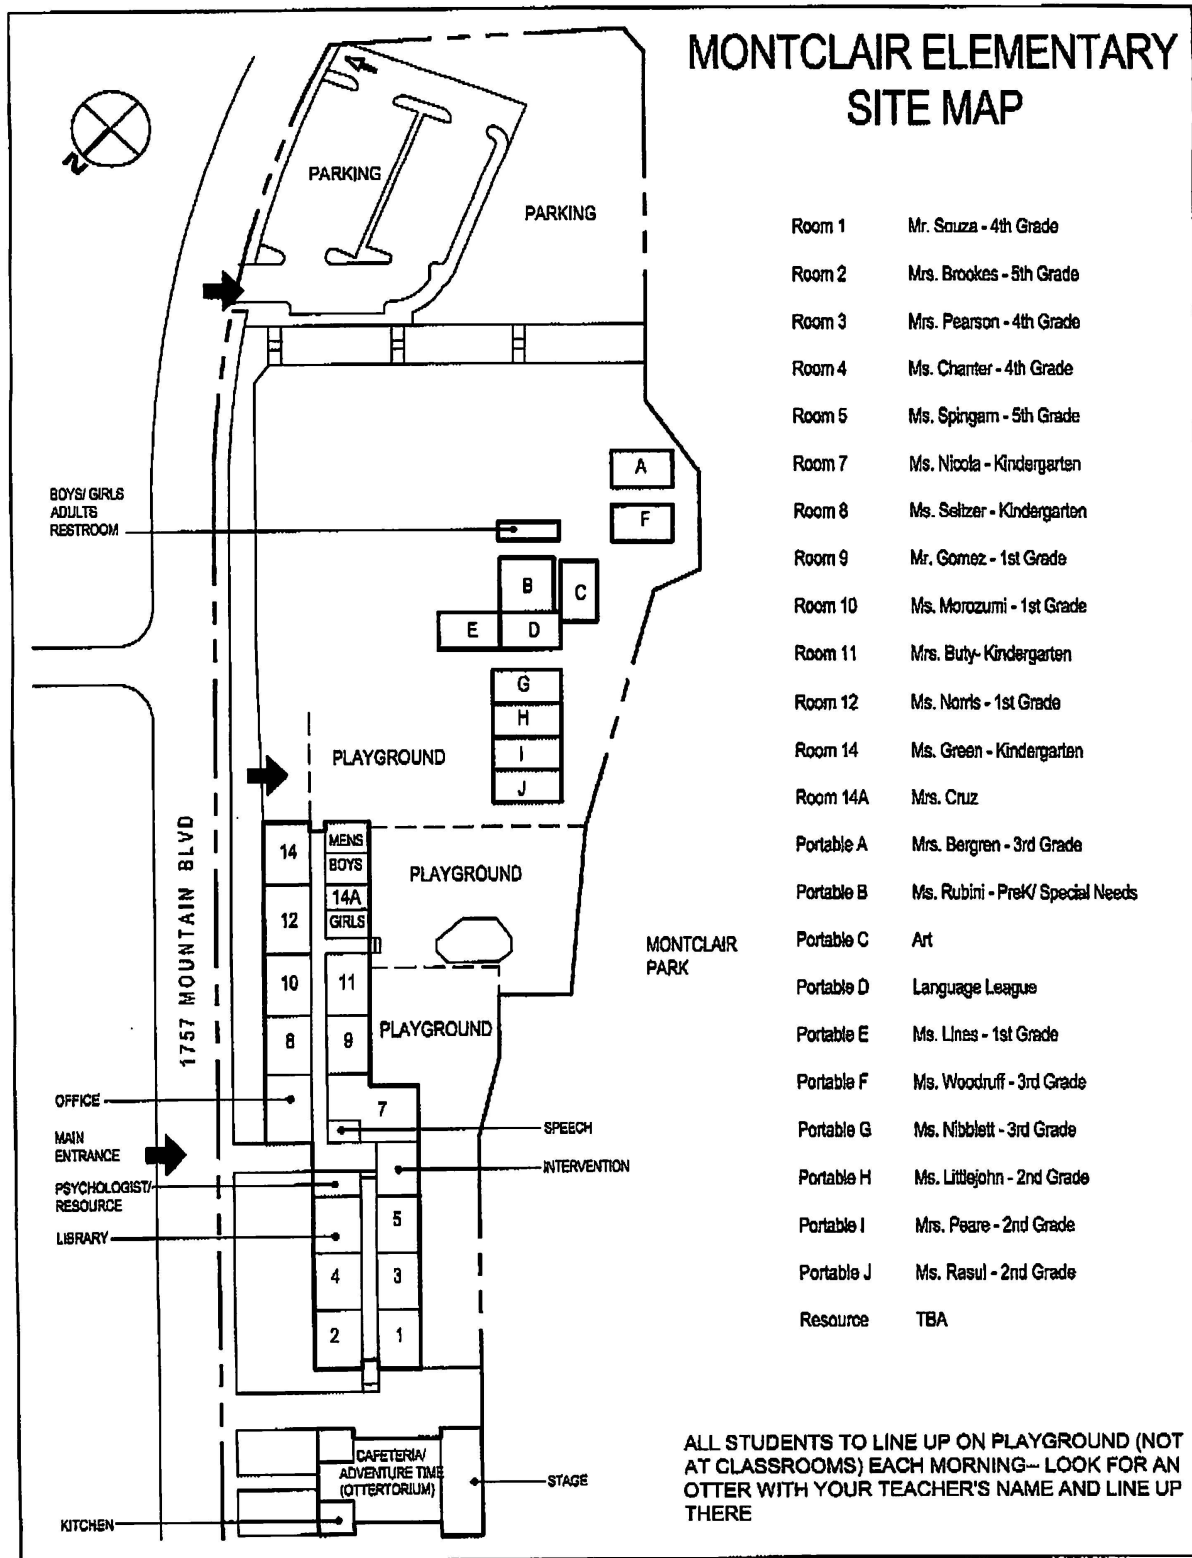 MONTCLAIR ELEMENTARY
SITE MAP
N
PARKING
PARKING
Room 1 Mr. Souza - 4th Grade
Room 2 Mrs. Brookes - 5th Grade
Room 3 Mrs. Pearson - 4th Grade
Room 4 Ms. Chanter - 4th Grade
Room 5 Ms. Spingarn - 5th Grade
Room 7 Ms. Nicola - Kindergarten
Room 8 Ms. Seltzer - Kindergarten
Room 9 Mr. Gomez - 1st Grade
Room 10 Ms. Morozumi - 1st Grade
Room 11 Mrs. Buty- Kindergarten
Room 12 Ms. Norris - 1st Grade
Room 14 Ms. Green - Kindergarten
Room 14A Mrs. Cruz
Portable A Mrs. Bergren - 3rd Grade
Portable B Ms. Rubini - PreK/ Special Needs
Portable C Art
Portable D Language League
Portable E Ms. Lines - 1st Grade
Portable F Ms. Woodruff - 3rd Grade
Portable G Ms. Nibblett - 3rd Grade
Portable H Ms. Littlejohn - 2nd Grade
Portable I Mrs. Peare - 2nd Grade
Portable J Ms. Rasul - 2nd Grade
Resource TBA
A
F
BOYS/ GIRLS
ADULTS
RESTROOM
B
C
E
D
G
H
I
J
PLAYGROUND
1757 MOUNTAIN BLVD
14
MENS
BOYS
14A
GIRLS
12
PLAYGROUND
MONTCLAIR
PARK
10
11
8
9
PLAYGROUND
OFFICE
7
SPEECH
MAIN
ENTRANCE
INTERVENTION
PSYCHOLOGIST/
RESOURCE
LIBRARY
5
4
3
2
1
CAFETERIA/
ADVENTURE TIME
(OTTERTORIUM)
STAGE
KITCHEN
ALL STUDENTS TO LINE UP ON PLAYGROUND (NOT
AT CLASSROOMS) EACH MORNING-- LOOK FOR AN
OTTER WITH YOUR TEACHER'S NAME AND LINE UP
THERE